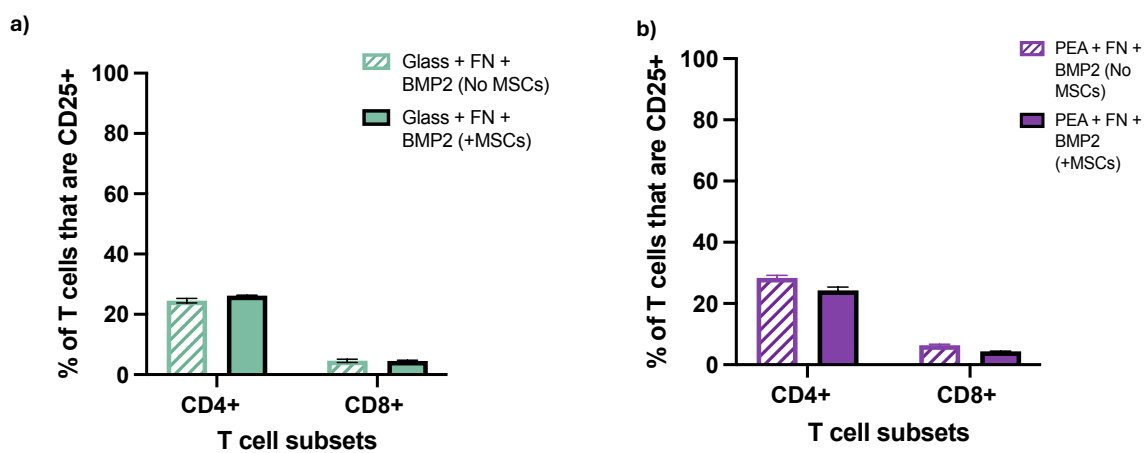 a)
% of T cells that are CD25+
100
80
60
40
20
0
CD4+
CD8+
T cell subsets
Glass + FN +
BMP2 (No MSCs)
Glass + FN +
BMP2 (+MSCs)
b)
% of T cells that are CD25+
100
80
60
40
20
0
CD4+
CD8+
T cell subsets
PEA + FN +
BMP2 (No
MSCs)
PEA + FN +
BMP2
(+MSCs)